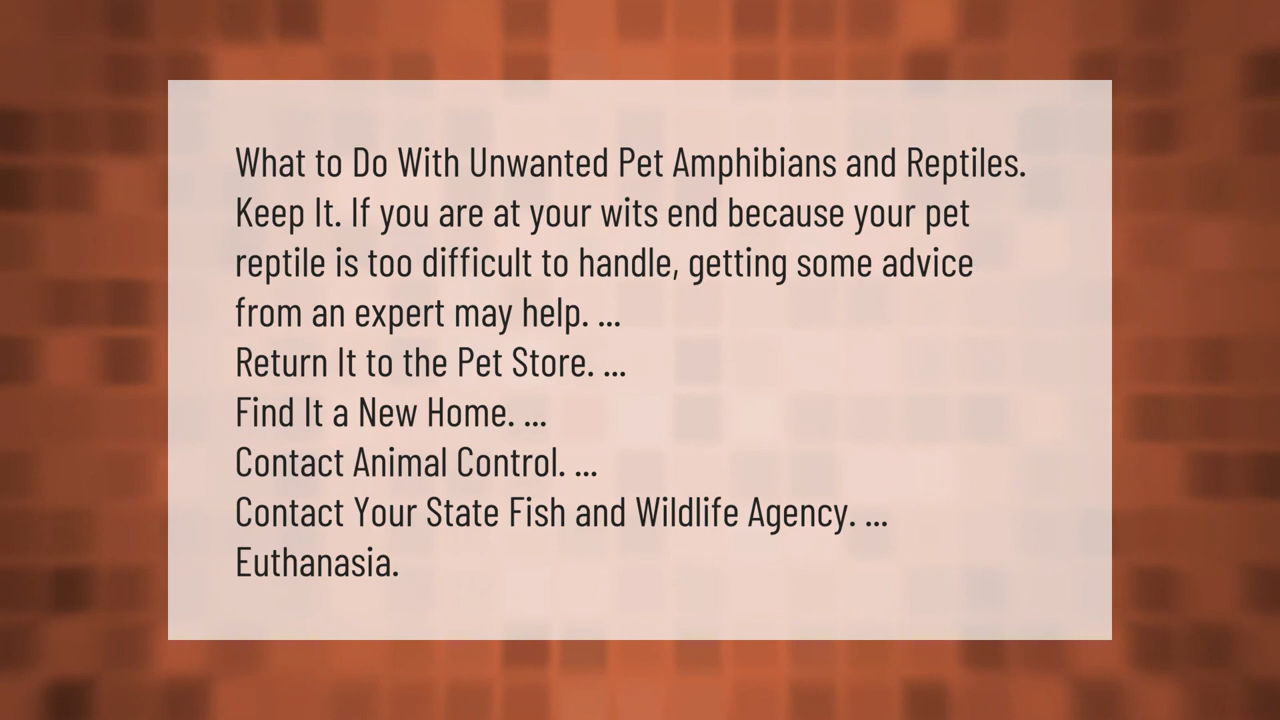 What to Do With Unwanted Pet Amphibians and Reptiles.
Keep It. If you are at your wits end because your pet
reptile is too difficult to handle, getting some advice
from an expert may help. ...
Return It to the Pet Store. ...
Find It a New Home. ...
Contact Animal Control. ...
Contact Your State Fish and Wildlife Agency. ...
Euthanasia.